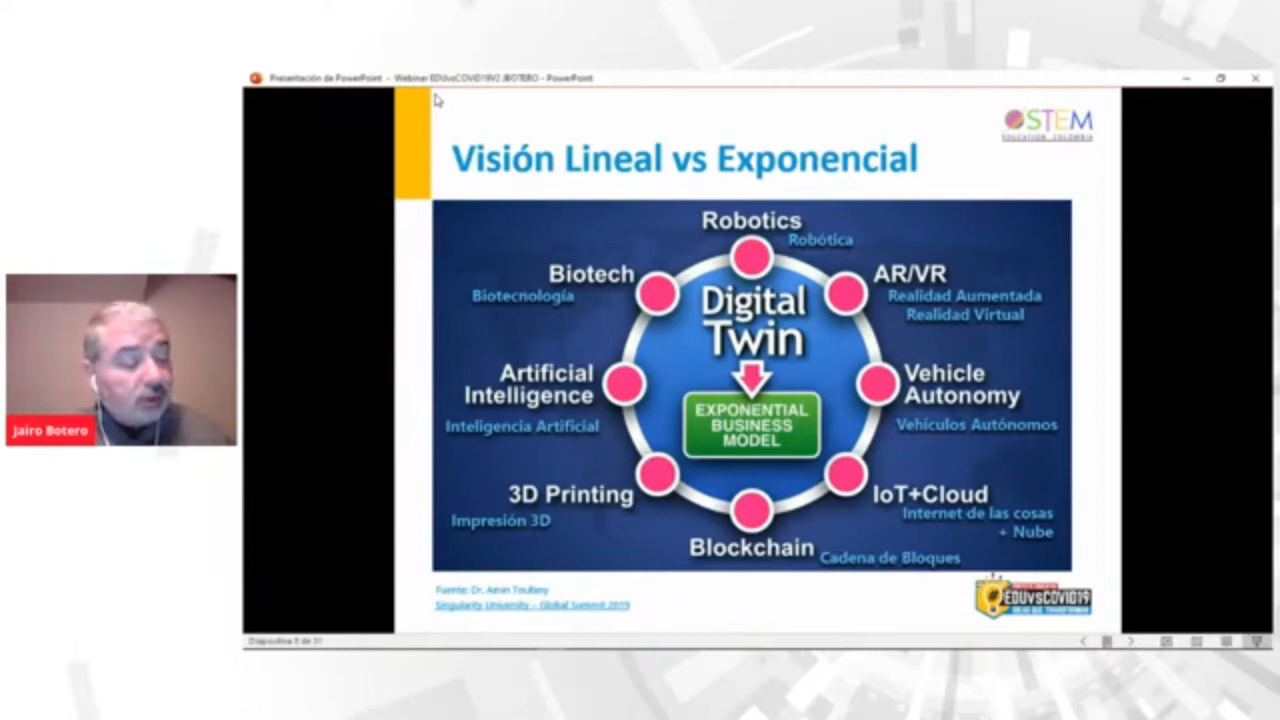 Presentación de PowerPoint - Webinar EDUvsCOVID19V2 JBOTERO - PowerPoint
STEM
EDUCATION, COLOMBIA
Visión Lineal vs Exponencial
Robotics
Robótica
Biotech
Biotecnología
AR/VR
Realidad Aumentada
Realidad Virtual
Digital
Twin
Artificial
Intelligence
Inteligencia Artificial
Vehicle
Autonomy
Vehículos Autónomos
EXPONENTIAL
BUSINESS
MODEL
3D Printing
Impresión 3D
IoT+Cloud
Internet de las cosas
+ Nube
Blockchain
Cadena de Bloques
Jairo Botero
Fuente: Dr. Amin Toufany
Singularity University – Global Summit 2019
#EDUvsCOVID19
IDEAS QUE TRANSFORMAN